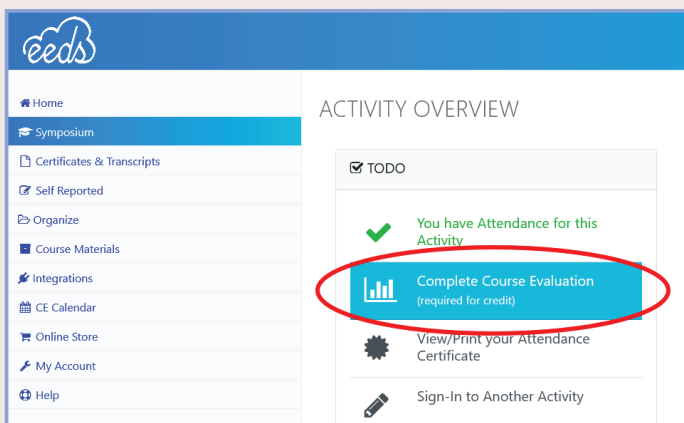 eeds
Home
Symposium
Certificates & Transcripts
Self Reported
Organize
Course Materials
Integrations
CE Calendar
Online Store
My Account
Help
ACTIVITY OVERVIEW
TODO
You have Attendance for this
Activity
Complete Course Evaluation
(required for credit)
View/Print your Attendance
Certificate
Sign-In to Another Activity